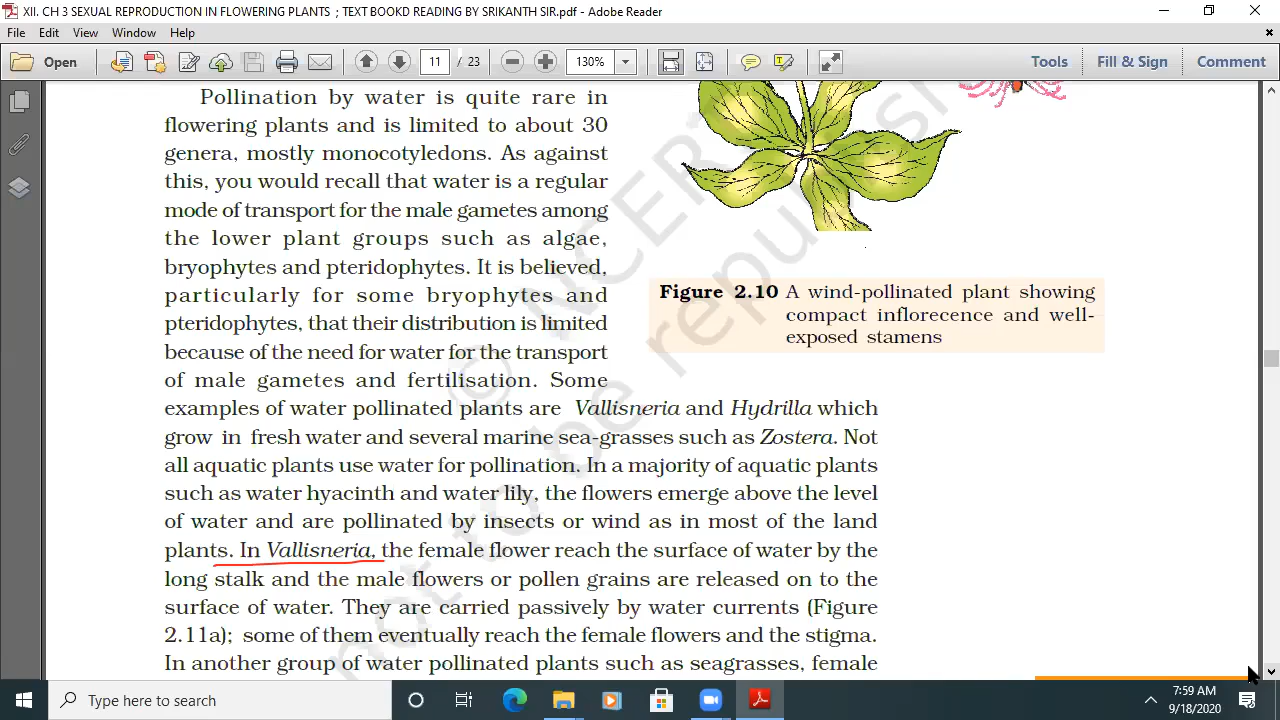 XII. CH 3 SEXUAL REPRODUCTION IN FLOWERING PLANTS ; TEXT BOOKD READING BY SRIKANTH SIR.pdf - Adobe Reader
File Edit View Window Help
Open 11 / 23 130% Tools Fill & Sign Comment
Pollination by water is quite rare in
flowering plants and is limited to about 30
genera, mostly monocotyledons. As against
this, you would recall that water is a regular
mode of transport for the male gametes among
the lower plant groups such as algae,
bryophytes and pteridophytes. It is believed,
particularly for some bryophytes and
pteridophytes, that their distribution is limited
because of the need for water for the transport
of male gametes and fertilisation. Some
examples of water pollinated plants are Vallisneria and Hydrilla which
grow in fresh water and several marine sea-grasses such as Zostera. Not
all aquatic plants use water for pollination. In a majority of aquatic plants
such as water hyacinth and water lily, the flowers emerge above the level
of water and are pollinated by insects or wind as in most of the land
plants. In Vallisneria, the female flower reach the surface of water by the
long stalk and the male flowers or pollen grains are released on to the
surface of water. They are carried passively by water currents (Figure
2.11a); some of them eventually reach the female flowers and the stigma.
In another group of water pollinated plants such as seagrasses, female
Figure 2.10 A wind-pollinated plant showing
compact inflorecence and well-
exposed stamens
© NCERT
not to be republish
Type here to search
7:59 AM
9/18/2020